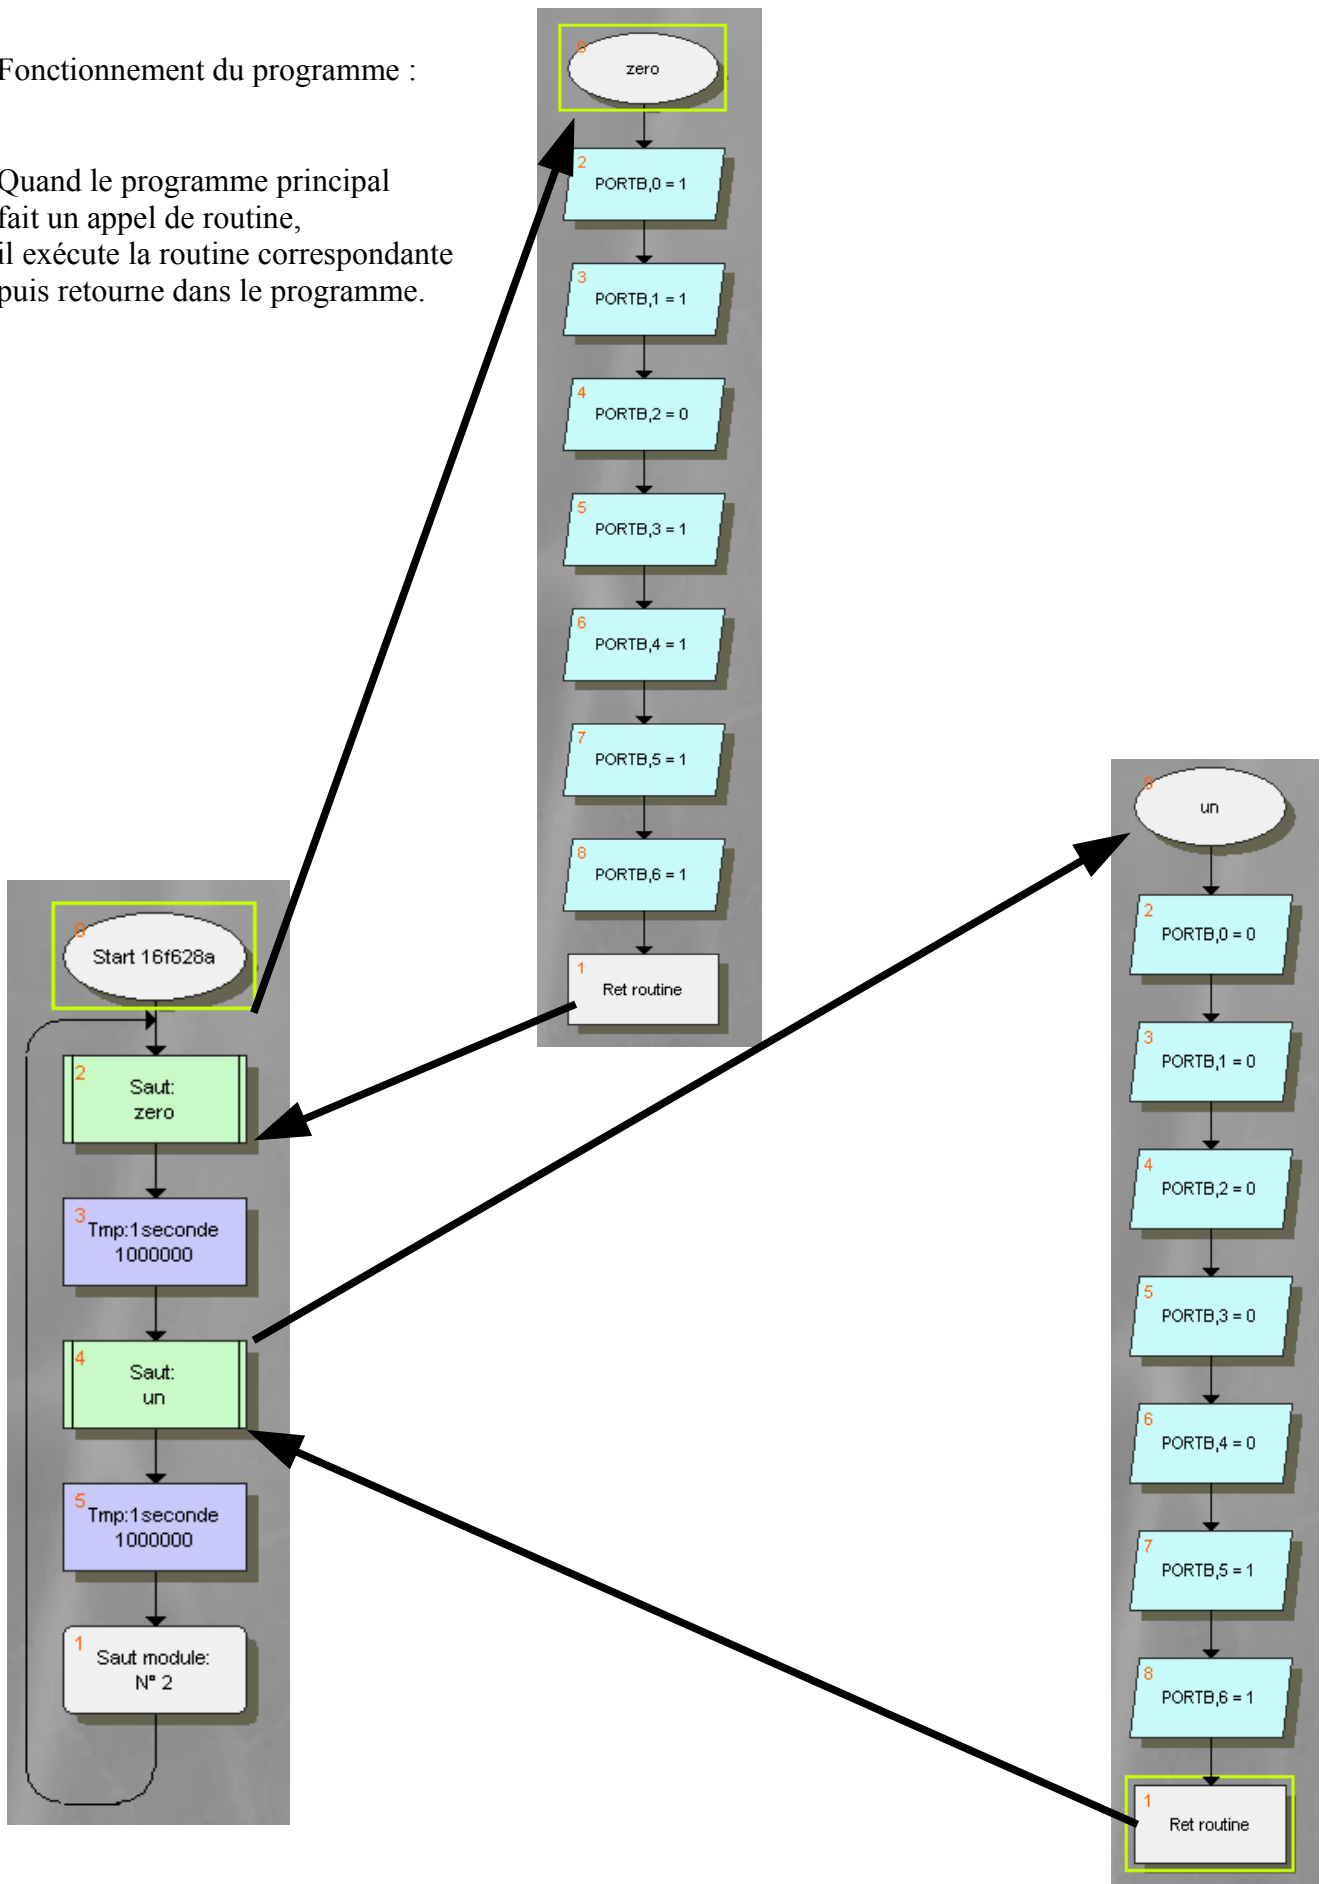 Fonctionnement du programme :
Quand le programme principal
fait un appel de routine,
il exécute la routine correspondante
puis retourne dans le programme.
0
zero
2
PORTB,0 = 1
3
PORTB,1 = 1
4
PORTB,2 = 0
5
PORTB,3 = 1
6
PORTB,4 = 1
7
PORTB,5 = 1
8
PORTB,6 = 1
1
Ret routine
0
Start 16f628a
2
Saut:
zero
3
Tmp:1seconde
1000000
4
Saut:
un
5
Tmp:1seconde
1000000
1
Saut module:
N° 2
0
un
2
PORTB,0 = 0
3
PORTB,1 = 0
4
PORTB,2 = 0
5
PORTB,3 = 0
6
PORTB,4 = 0
7
PORTB,5 = 1
8
PORTB,6 = 1
1
Ret routine